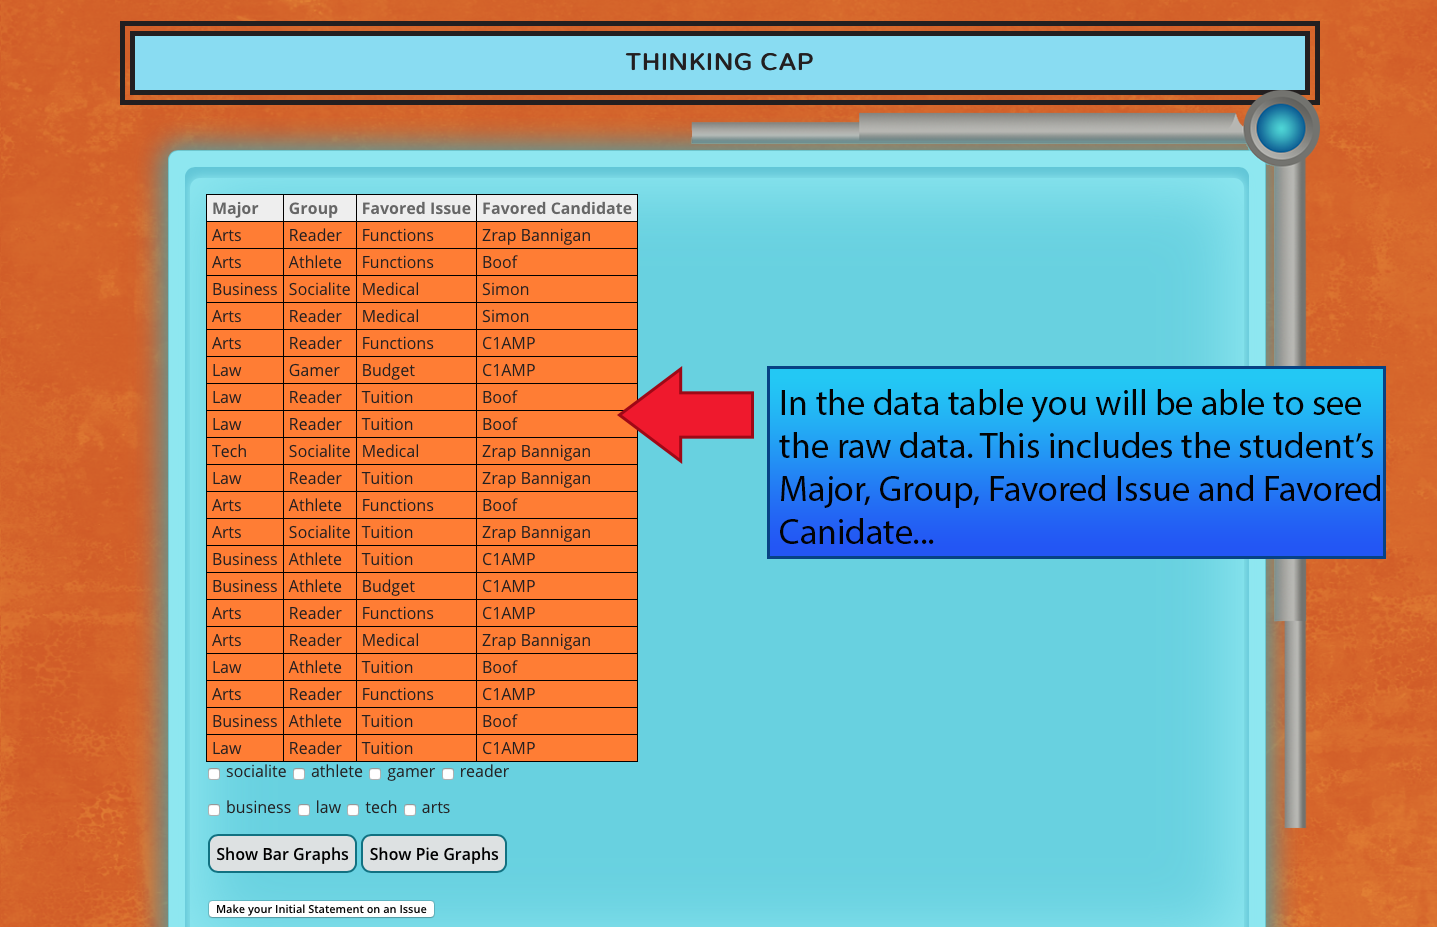 THINKING CAP
Major Group Favored Issue Favored Candidate
Arts Reader Functions Zrap Bannigan
Arts Athlete Functions Boof
Business Socialite Medical Simon
Arts Reader Medical Simon
Arts Reader Functions C1AMP
Law Gamer Budget C1AMP
Law Reader Tuition Boof
Law Reader Tuition Boof
Tech Socialite Medical Zrap Bannigan
Law Reader Tuition Zrap Bannigan
Arts Athlete Functions Boof
Arts Socialite Tuition Zrap Bannigan
Business Athlete Tuition C1AMP
Business Athlete Budget C1AMP
Arts Reader Functions C1AMP
Arts Reader Medical Zrap Bannigan
Law Athlete Tuition Boof
Arts Reader Functions C1AMP
Business Athlete Tuition Boof
Law Reader Tuition C1AMP
socialite athlete gamer reader
business law tech arts
Show Bar Graphs Show Pie Graphs
Make your Initial Statement on an Issue
In the data table you will be able to see
the raw data. This includes the student's
Major, Group, Favored Issue and Favored
Canidate...